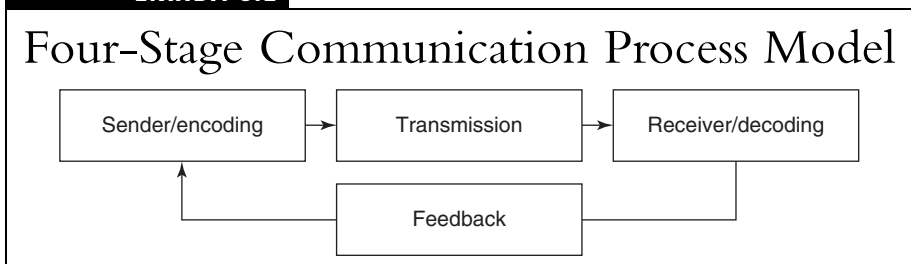 Four-Stage Communication Process Model
Sender/encoding
Transmission
Receiver/decoding
Feedback